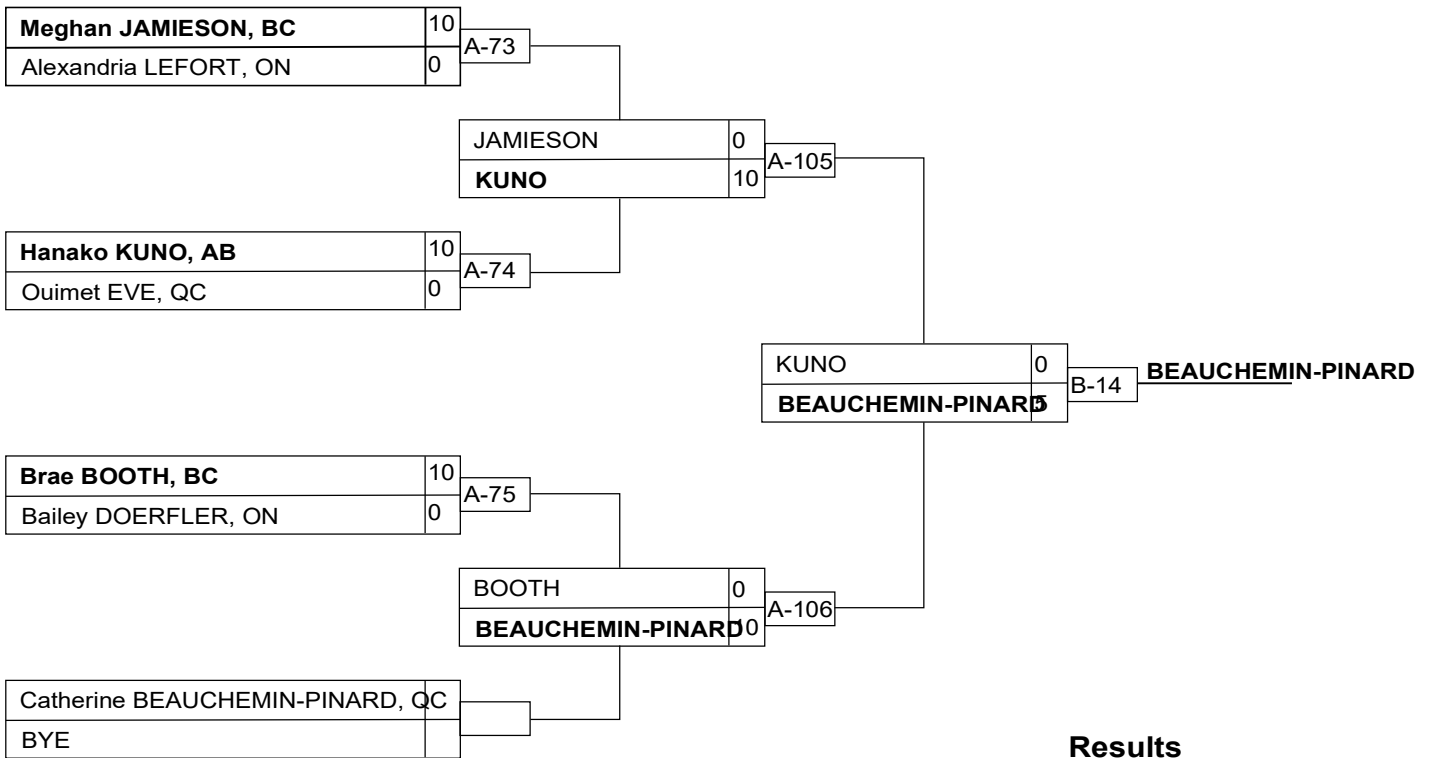 Meghan JAMIESON, BC 10
A-73
Alexandria LEFORT, ON 0
JAMIESON 0
A-105
KUNO 10
Hanako KUNO, AB 10
A-74
Ouimet EVE, QC 0
KUNO 0
B-14
BEAUCHEMIN-PINARD
BEAUCHEMIN-PINARD 5
Brae BOOTH, BC 10
A-75
Bailey DOERFLER, ON 0
BOOTH 0
A-106
BEAUCHEMIN-PINARD 10
Catherine BEAUCHEMIN-PINARD, QC
BYE
Results